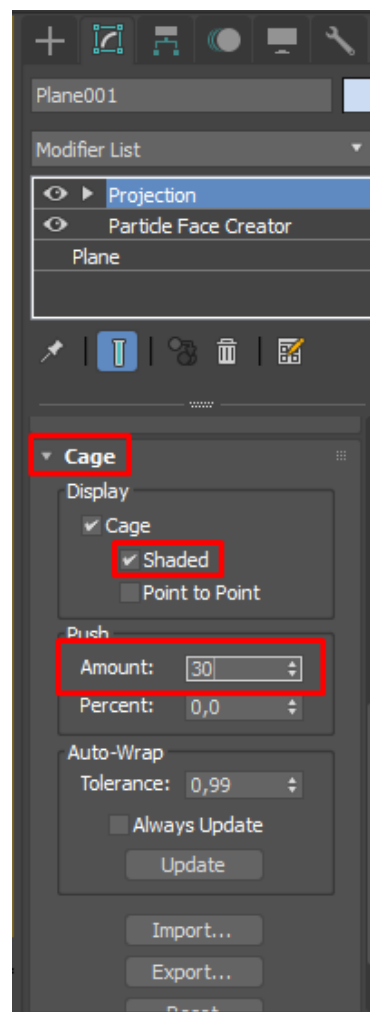 Plane001
Modifier List
Projection
Particle Face Creator
Plane
Cage
Display
Cage
Shaded
Point to Point
Push
Amount: 30
Percent: 0,0
Auto-Wrap
Tolerance: 0,99
Always Update
Update
Import...
Export...
Reset